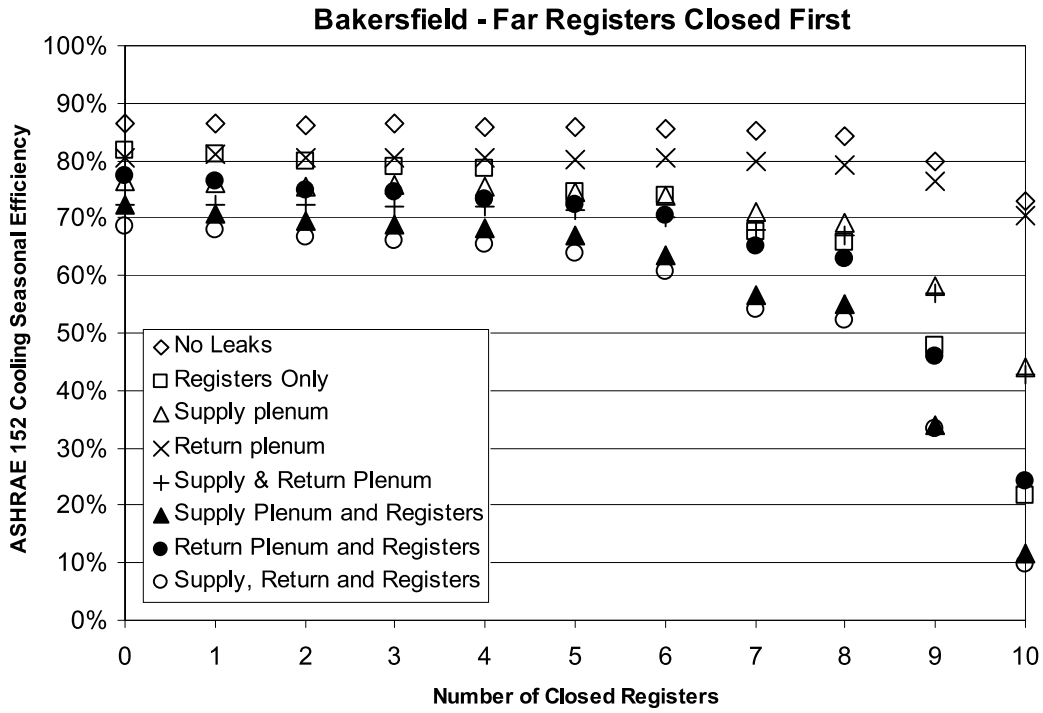 Bakersfield - Far Registers Closed First
100%
90%
80%
70%
60%
50%
40%
30%
20%
10%
0%
ASHRAE 152 Cooling Seasonal Efficiency
No Leaks
Registers Only
Supply plenum
Return plenum
Supply & Return Plenum
Supply Plenum and Registers
Return Plenum and Registers
Supply, Return and Registers
0 1 2 3 4 5 6 7 8 9 10
Number of Closed Registers